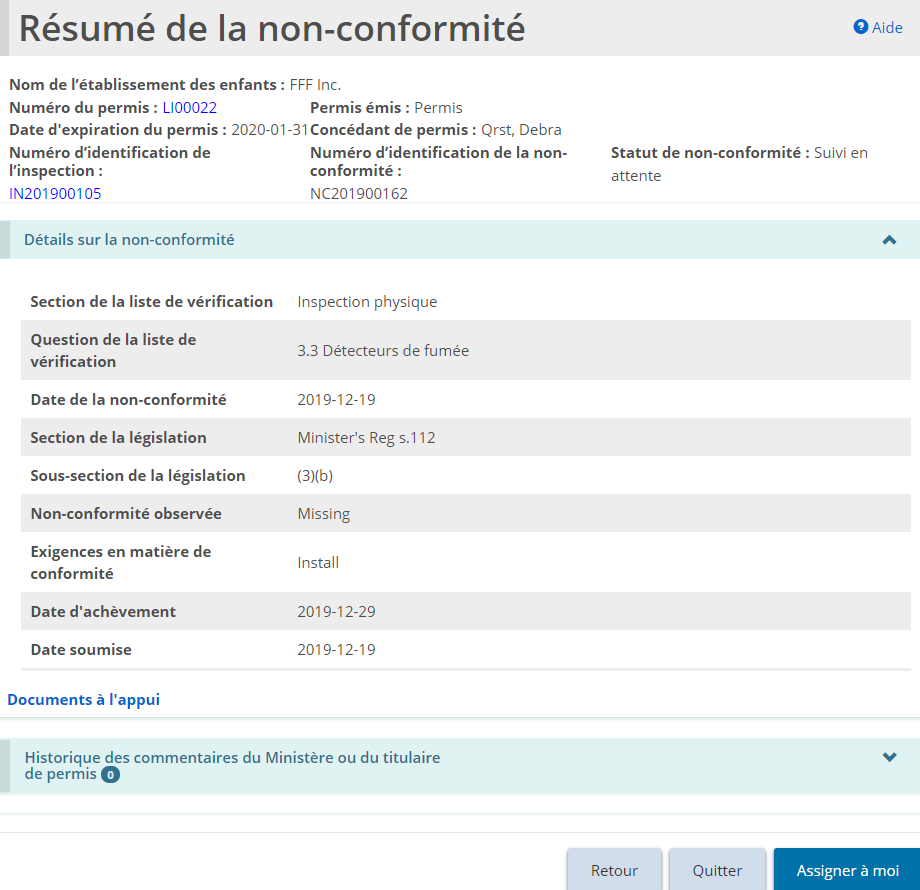 Résumé de la non-conformité
Aide
Nom de l’établissement des enfants : FFF Inc.
Numéro du permis : LI00022 Permis émis : Permis
Date d'expiration du permis : 2020-01-31 Concédant de permis : Qrst, Debra
Numéro d’identification de
l’inspection :
IN201900105
Numéro d’identification de la non-
conformité :
NC201900162
Statut de non-conformité : Suivi en
attente
Détails sur la non-conformité
Section de la liste de vérification Inspection physique
Question de la liste de
vérification
3.3 Détecteurs de fumée
Date de la non-conformité 2019-12-19
Section de la législation Minister's Reg s.112
Sous-section de la législation (3)(b)
Non-conformité observée Missing
Exigences en matière de
conformité
Install
Date d'achèvement 2019-12-29
Date soumise 2019-12-19
Documents à l'appui
Historique des commentaires du Ministère ou du titulaire
de permis 0
Retour Quitter Assigner à moi